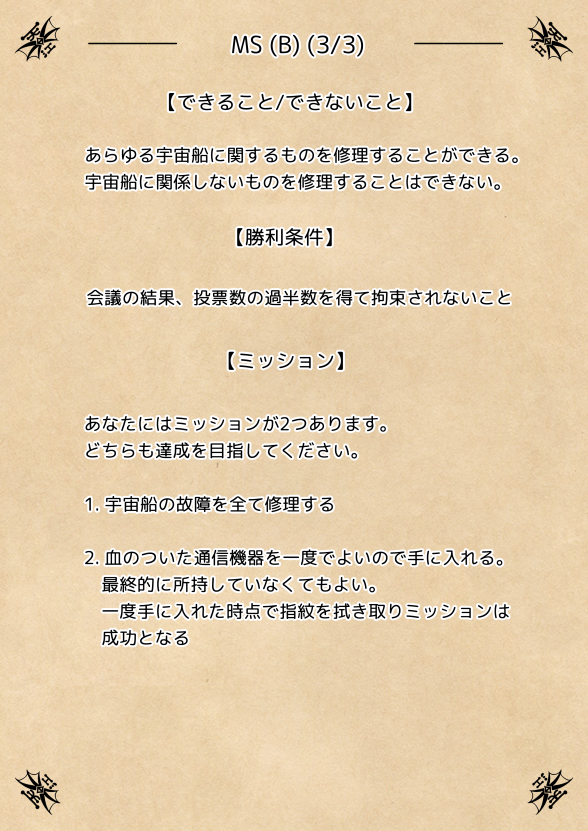 MS (B) (3/3)
【できること/できないこと】
あらゆる宇宙船に関するものを修理することができる。
宇宙船に関係しないものを修理することはできない。
【勝利条件】
会議の結果、投票数の過半数を得て拘束されないこと
【ミッション】
あなたにはミッションが2つあります。
どちらも達成を目指してください。
1. 宇宙船の故障を全て修理する
2. 血のついた通信機器を一度でよいので手に入れる。
最終的に所持していなくてもよい。
一度手に入れた時点で指紋を拭き取りミッションは
成功となる